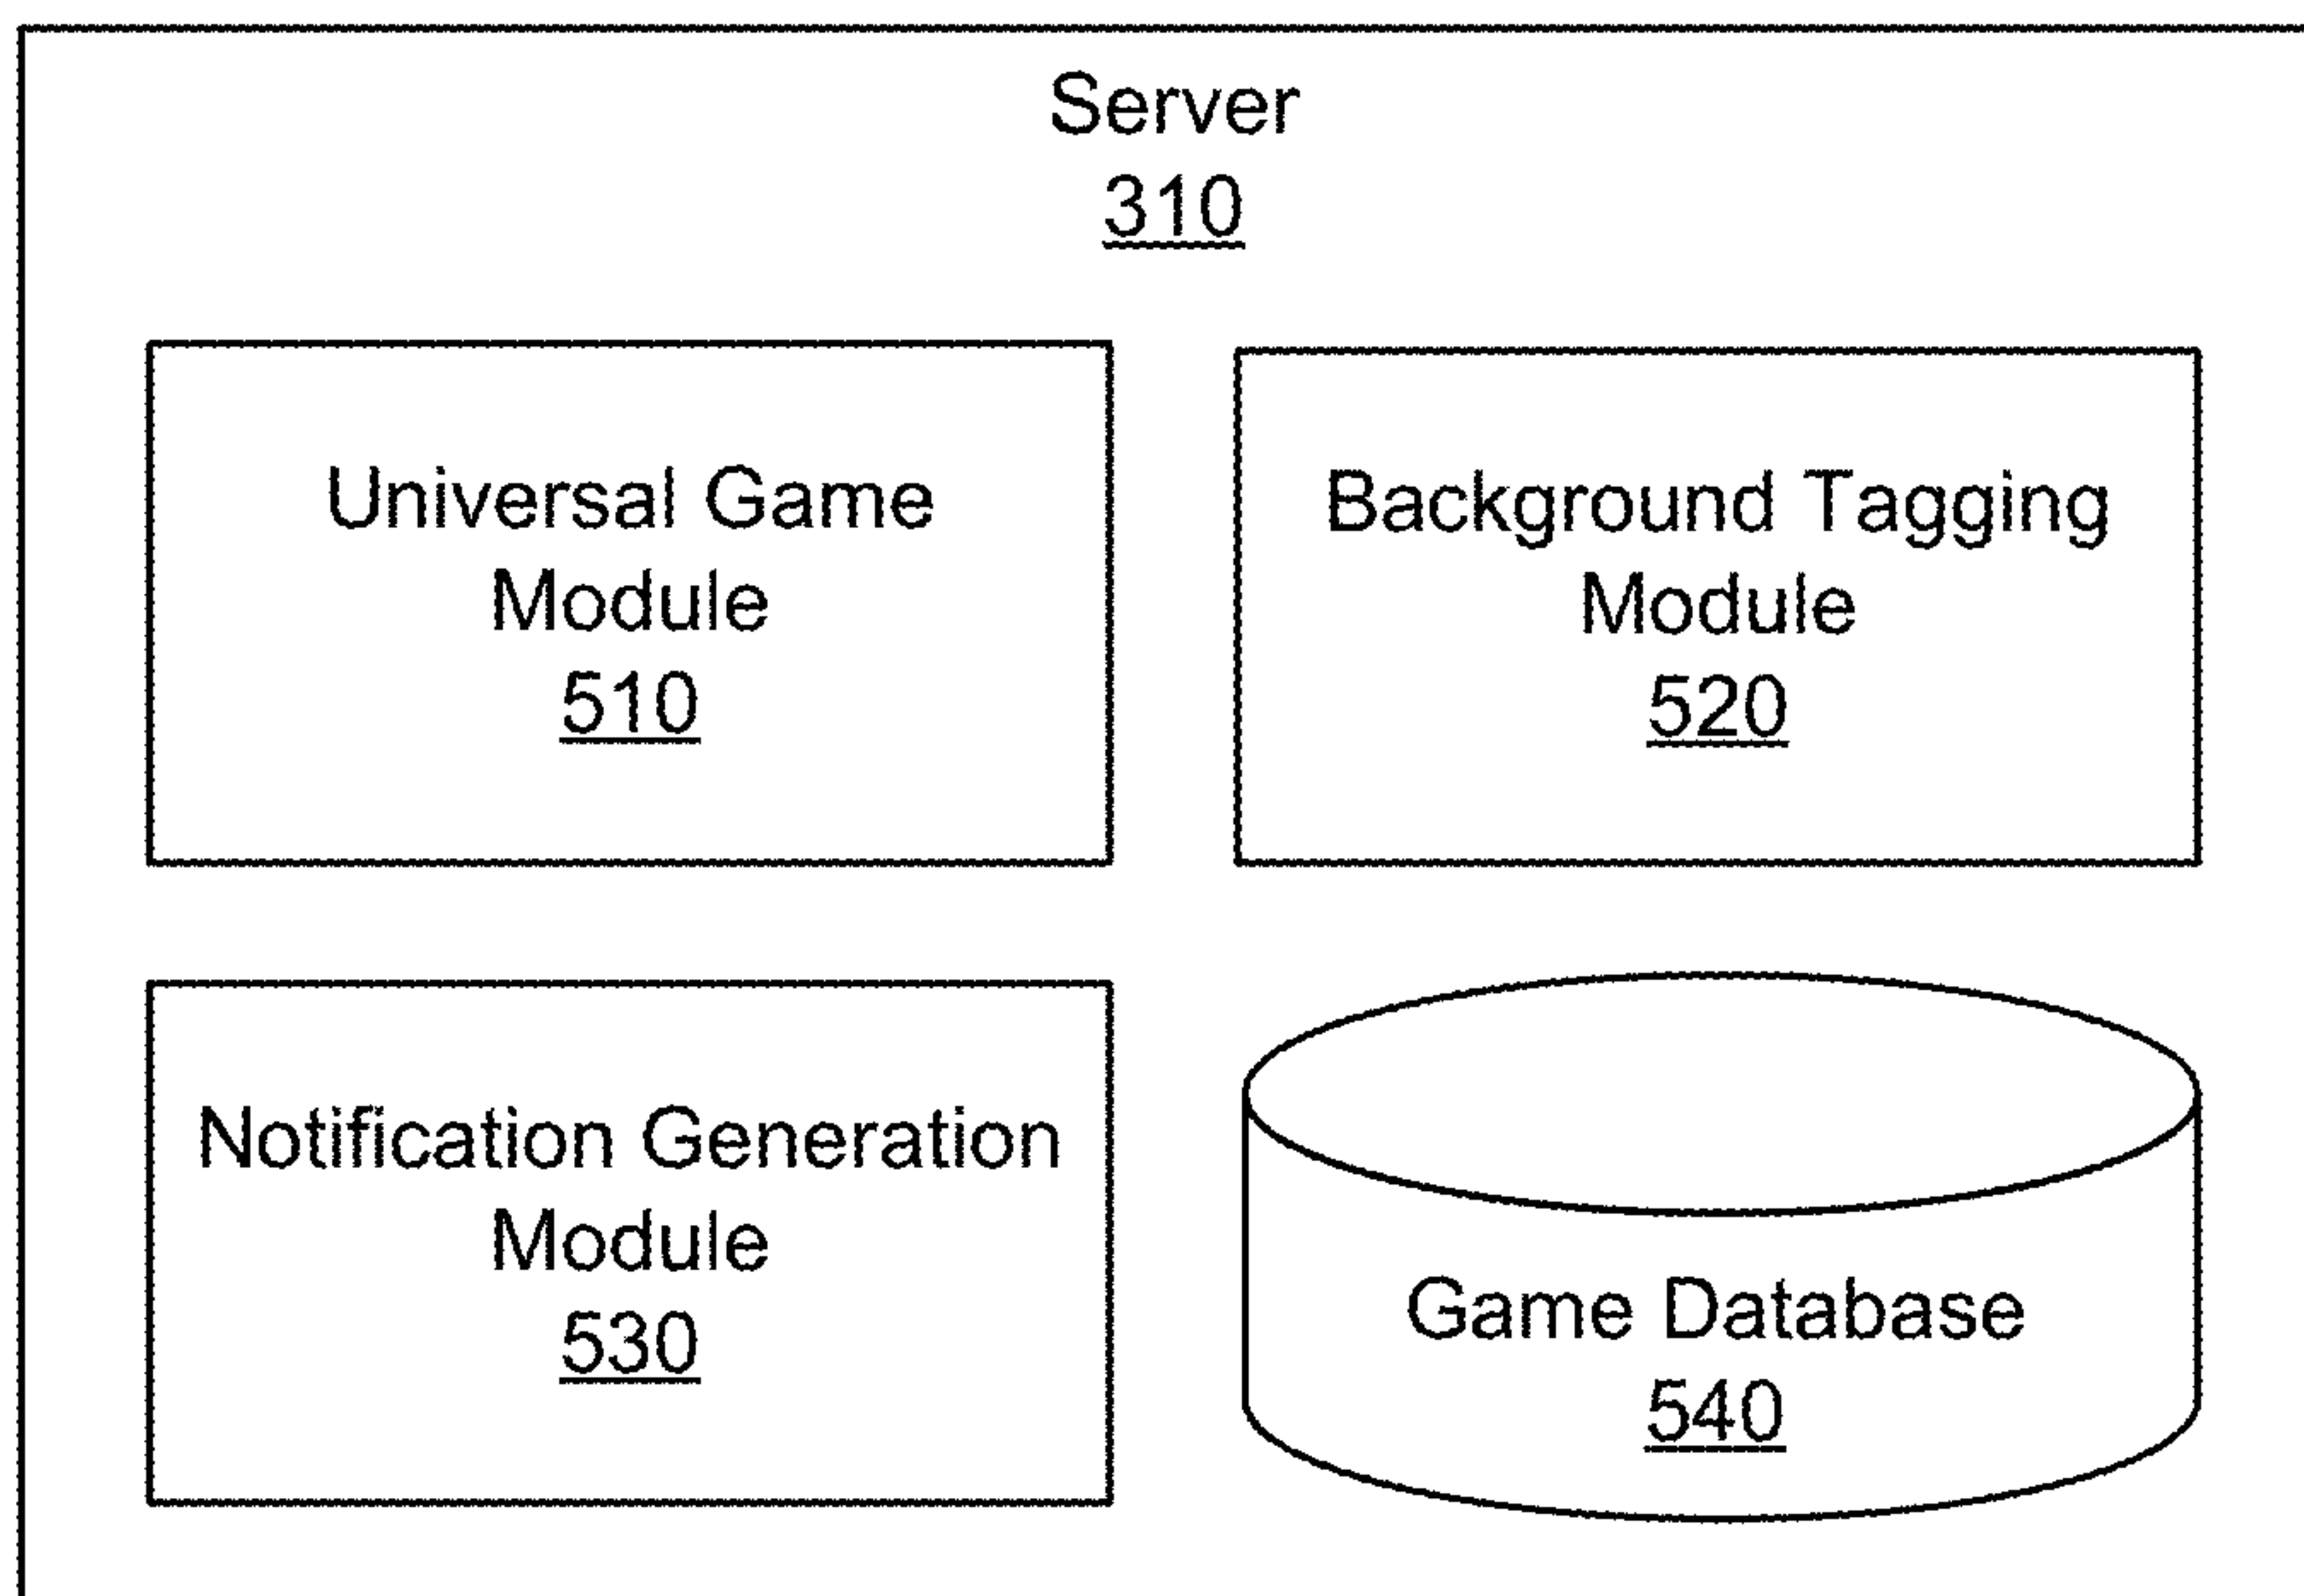 Server
310
Universal Game
Module
510
Background Tagging
Module
520
Notification Generation
Module
530
Game Database
540